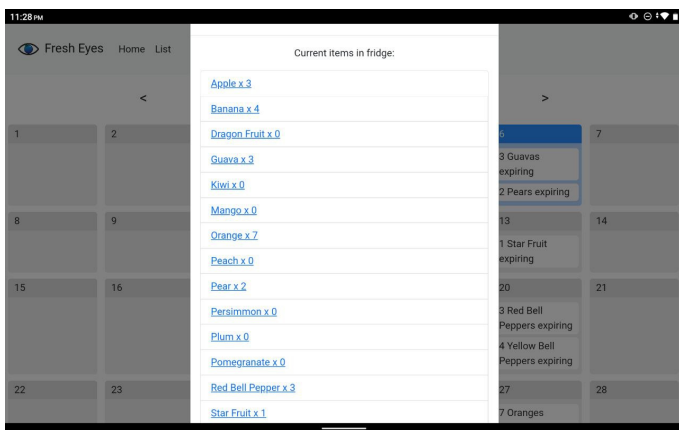 11:28 PM
Fresh Eyes Home List
Current items in fridge:
< >
Apple x 3
Banana x 4
Dragon Fruit x 0
Guava x 3
Kiwi x 0
Mango x 0
Orange x 7
Peach x 0
Pear x 2
Persimmon x 0
Plum x 0
Pomegranate x 0
Red Bell Pepper x 3
Star Fruit x 1
1
2
6
3 Guavas
expiring
2 Pears expiring
7
8
9
13
1 Star Fruit
expiring
14
15
16
20
3 Red Bell
Peppers expiring
4 Yellow Bell
Peppers expiring
21
22
23
27
7 Oranges
28